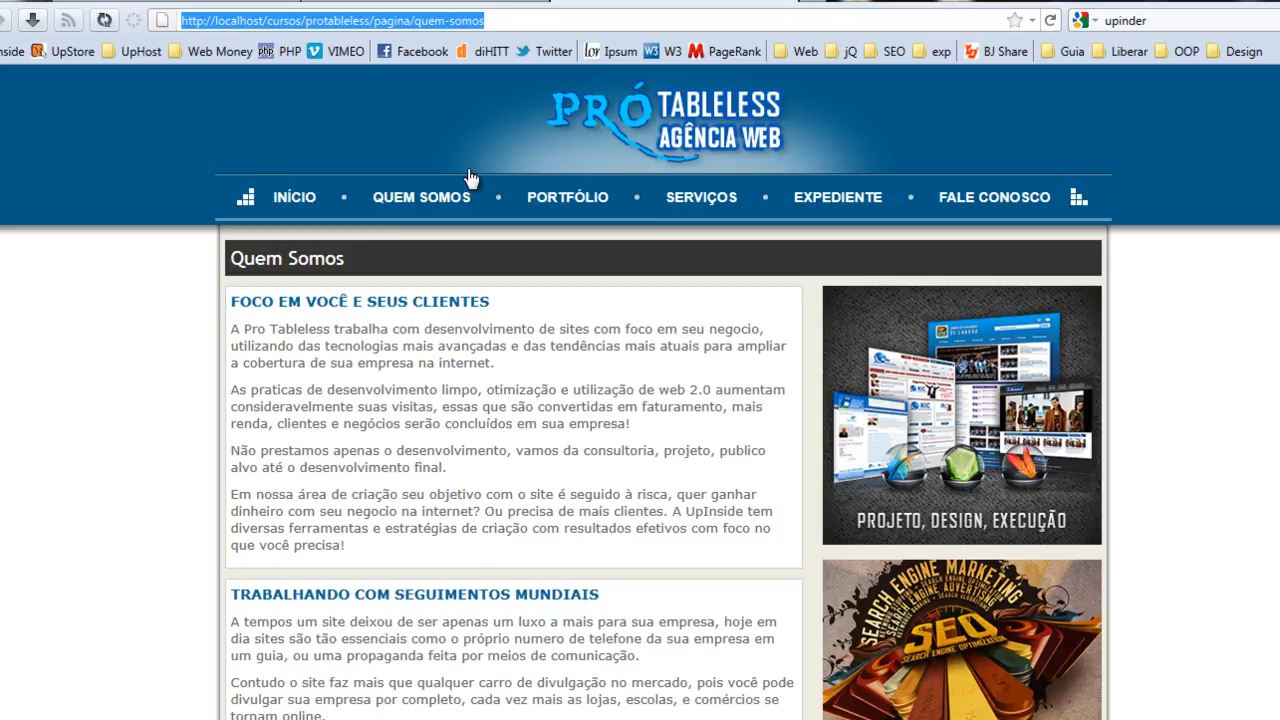 http://localhost/cursos/protableless/pagina/quem-somos
upinder
nside UpStore UpHost Web Money php PHP VIMEO Facebook diHITT Twitter lor Ipsum W3 W3 PageRank Web jQ SEO exp BJ Share Guia Liberar OOP Design
PRÓ TABLELESS
AGÊNCIA WEB
INÍCIO • QUEM SOMOS • PORTFÓLIO • SERVIÇOS • EXPEDIENTE • FALE CONOSCO
Quem Somos
FOCO EM VOCÊ E SEUS CLIENTES
A Pro Tableless trabalha com desenvolvimento de sites com foco em seu negocio,
utilizando das tecnologias mais avançadas e das tendências mais atuais para ampliar
a cobertura de sua empresa na internet.
As praticas de desenvolvimento limpo, otimização e utilização de web 2.0 aumentam
consideravelmente suas visitas, essas que são convertidas em faturamento, mais
renda, clientes e negócios serão concluídos em sua empresa!
Não prestamos apenas o desenvolvimento, vamos da consultoria, projeto, publico
alvo até o desenvolvimento final.
Em nossa área de criação seu objetivo com o site é seguido à risca, quer ganhar
dinheiro com seu negocio na internet? Ou precisa de mais clientes. A UpInside tem
diversas ferramentas e estratégias de criação com resultados efetivos com foco no
que você precisa!
TRABALHANDO COM SEGUIMENTOS MUNDIAIS
A tempos um site deixou de ser apenas um luxo a mais para sua empresa, hoje em
dia sites são tão essenciais como o próprio numero de telefone da sua empresa em
um guia, ou uma propaganda feita por meios de comunicação.
Contudo o site faz mais que qualquer carro de divulgação no mercado, pois você pode
divulgar sua empresa por completo, cada vez mais as lojas, escolas, e comércios se
tornam online.
PROJETO, DESIGN, EXECUÇÃO
SEARCH ENGINE MARKETING
SEARCH ENGINE ADVERTISNG
SEO
SEARCH ENGINE OPTIMIZATION